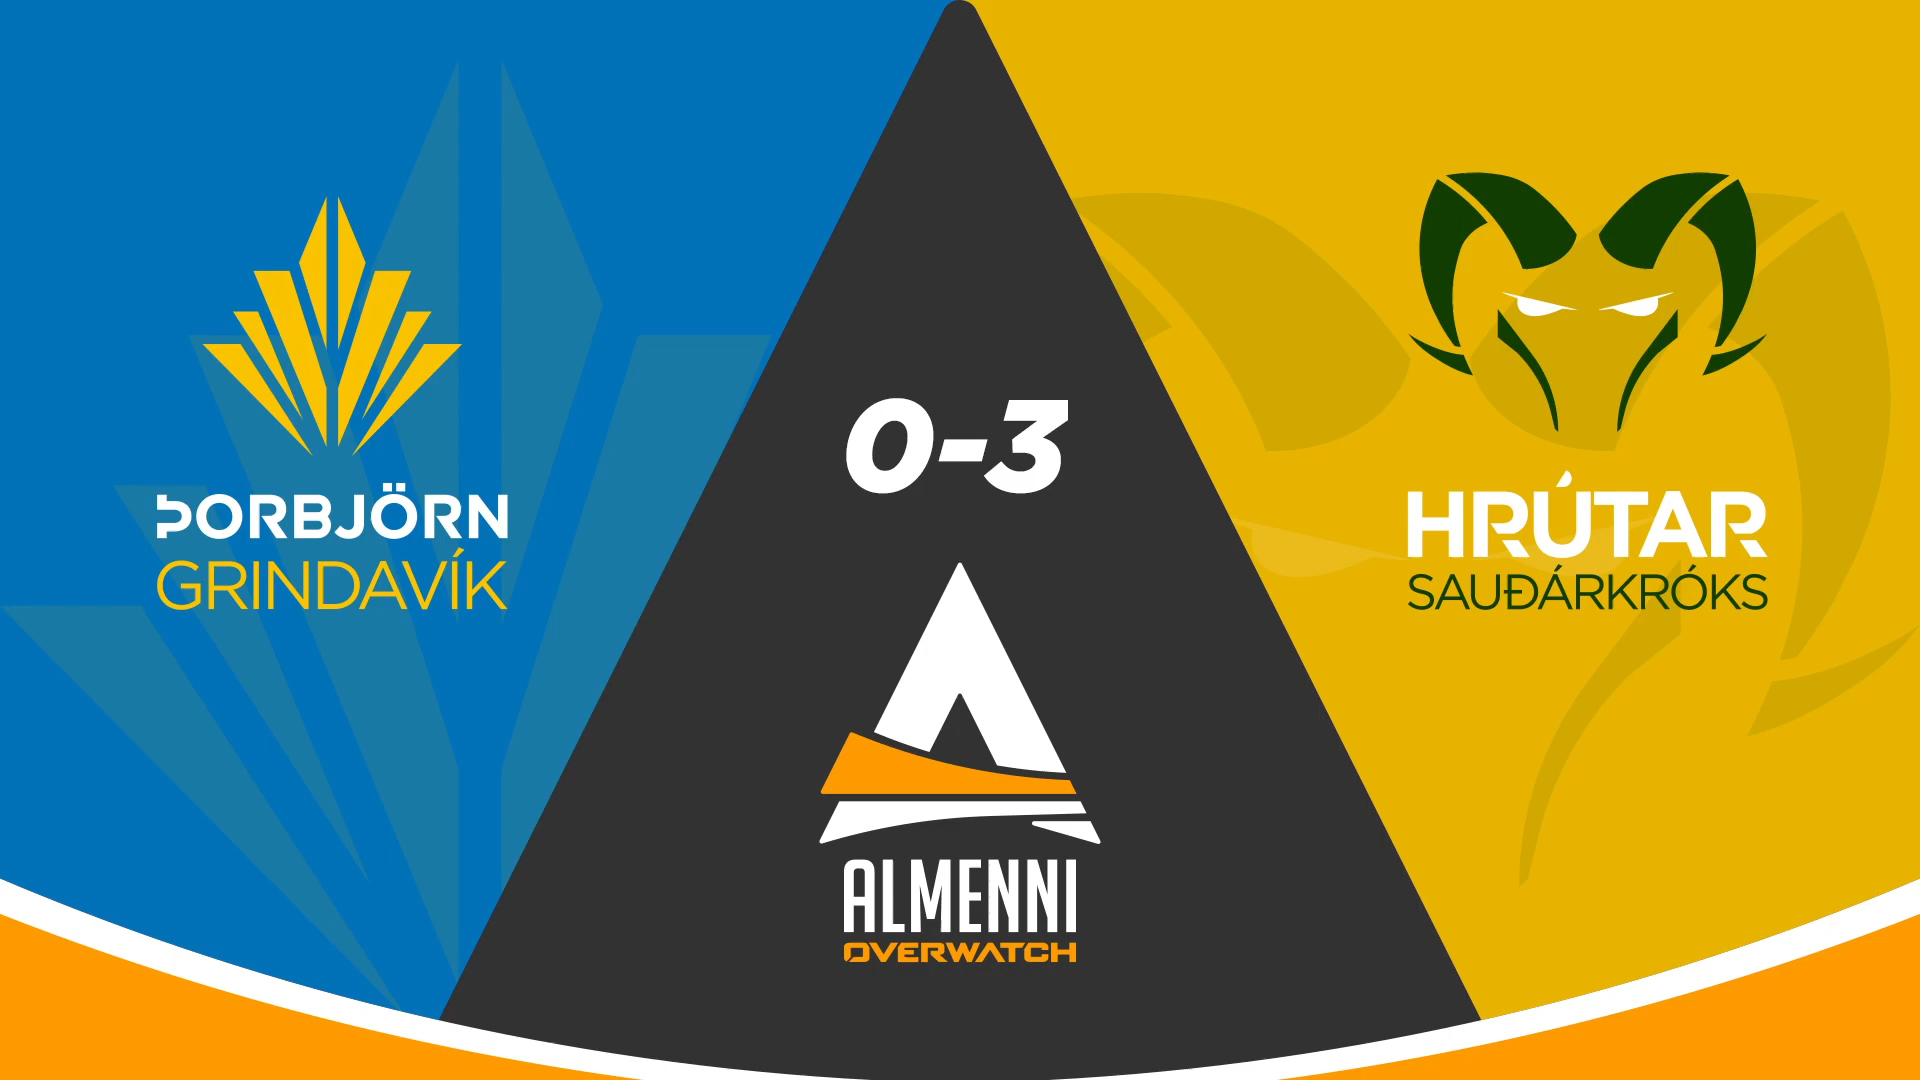 ÞORBJÖRN
GRINDAVÍK
0-3
HRÚTAR
SAUÐÁRKRÓKS
ALMENNI
OVERWATCH